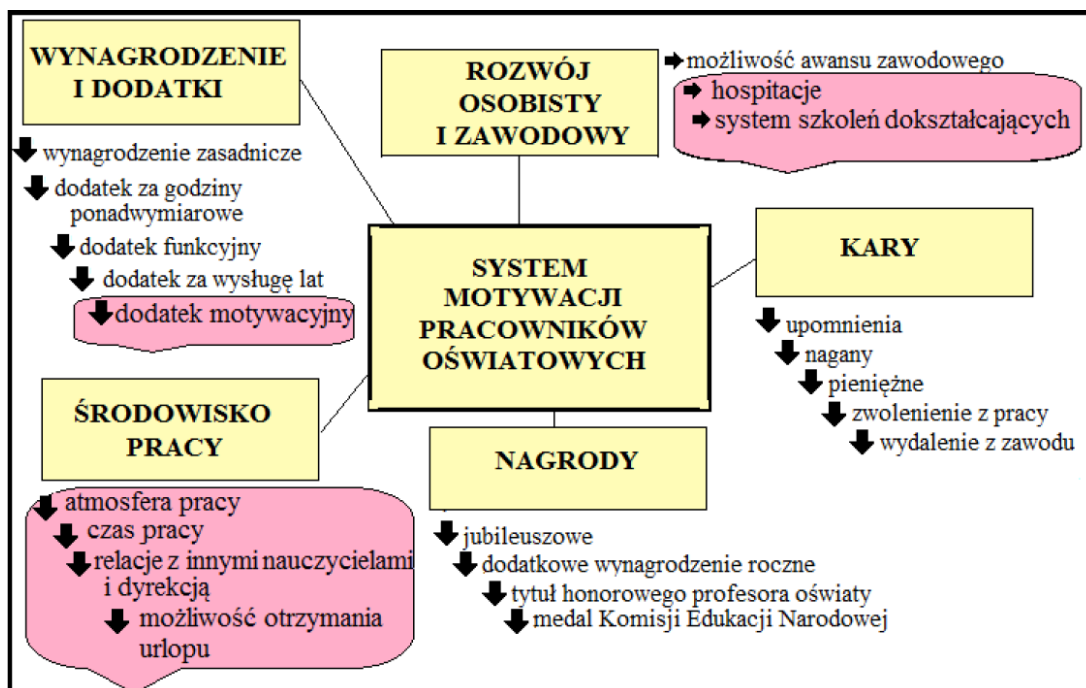 WYNAGRODZENIE
I DODATKI
wynagrodzenie zasadnicze
dodatek za godziny
ponadwymiarowe
dodatek funkcyjny
dodatek za wysługę lat
dodatek motywacyjny
ROZWÓJ
OSOBISTY
I ZAWODOWY
możliwość awansu zawodowego
hospitacje
system szkoleń dokształcających
SYSTEM
MOTYWACJI
PRACOWNIKÓW
OŚWIATOWYCH
KARY
upomnienia
nagany
pieniężne
zwolenienie z pracy
wydalenie z zawodu
ŚRODOWISKO
PRACY
atmosfera pracy
czas pracy
relacje z innymi nauczycielami
i dyrekcją
możliwość otrzymania
urlopu
NAGRODY
jubileuszowe
dodatkowe wynagrodzenie roczne
tytuł honorowego profesora oświaty
medal Komisji Edukacji Narodowej